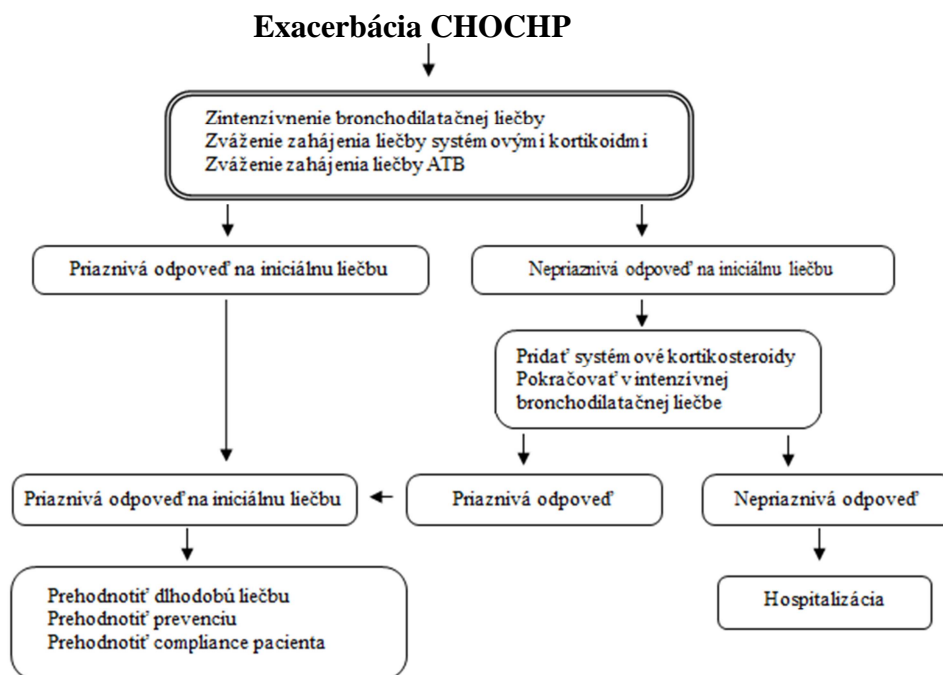 Exacerbácia CHOCHP
Zintenzívnenie bronchodilatačnej liečby
Zváženie zahájenia liečby systémovými kortikoidmi
Zváženie zahájenia liečby ATB
Priaznivá odpoveď na iniciálnu liečbu
Nepriaznivá odpoveď na iniciálnu liečbu
Pridať systémové kortikosteroidy
Pokračovať v intenzívnej
bronchodilatačnej liečbe
Priaznivá odpoveď na iniciálnu liečbu
Priaznivá odpoveď
Nepriaznivá odpoveď
Prehodnotiť dlhodobú liečbu
Prehodnotiť prevenciu
Prehodnotiť compliance pacienta
Hospitalizácia